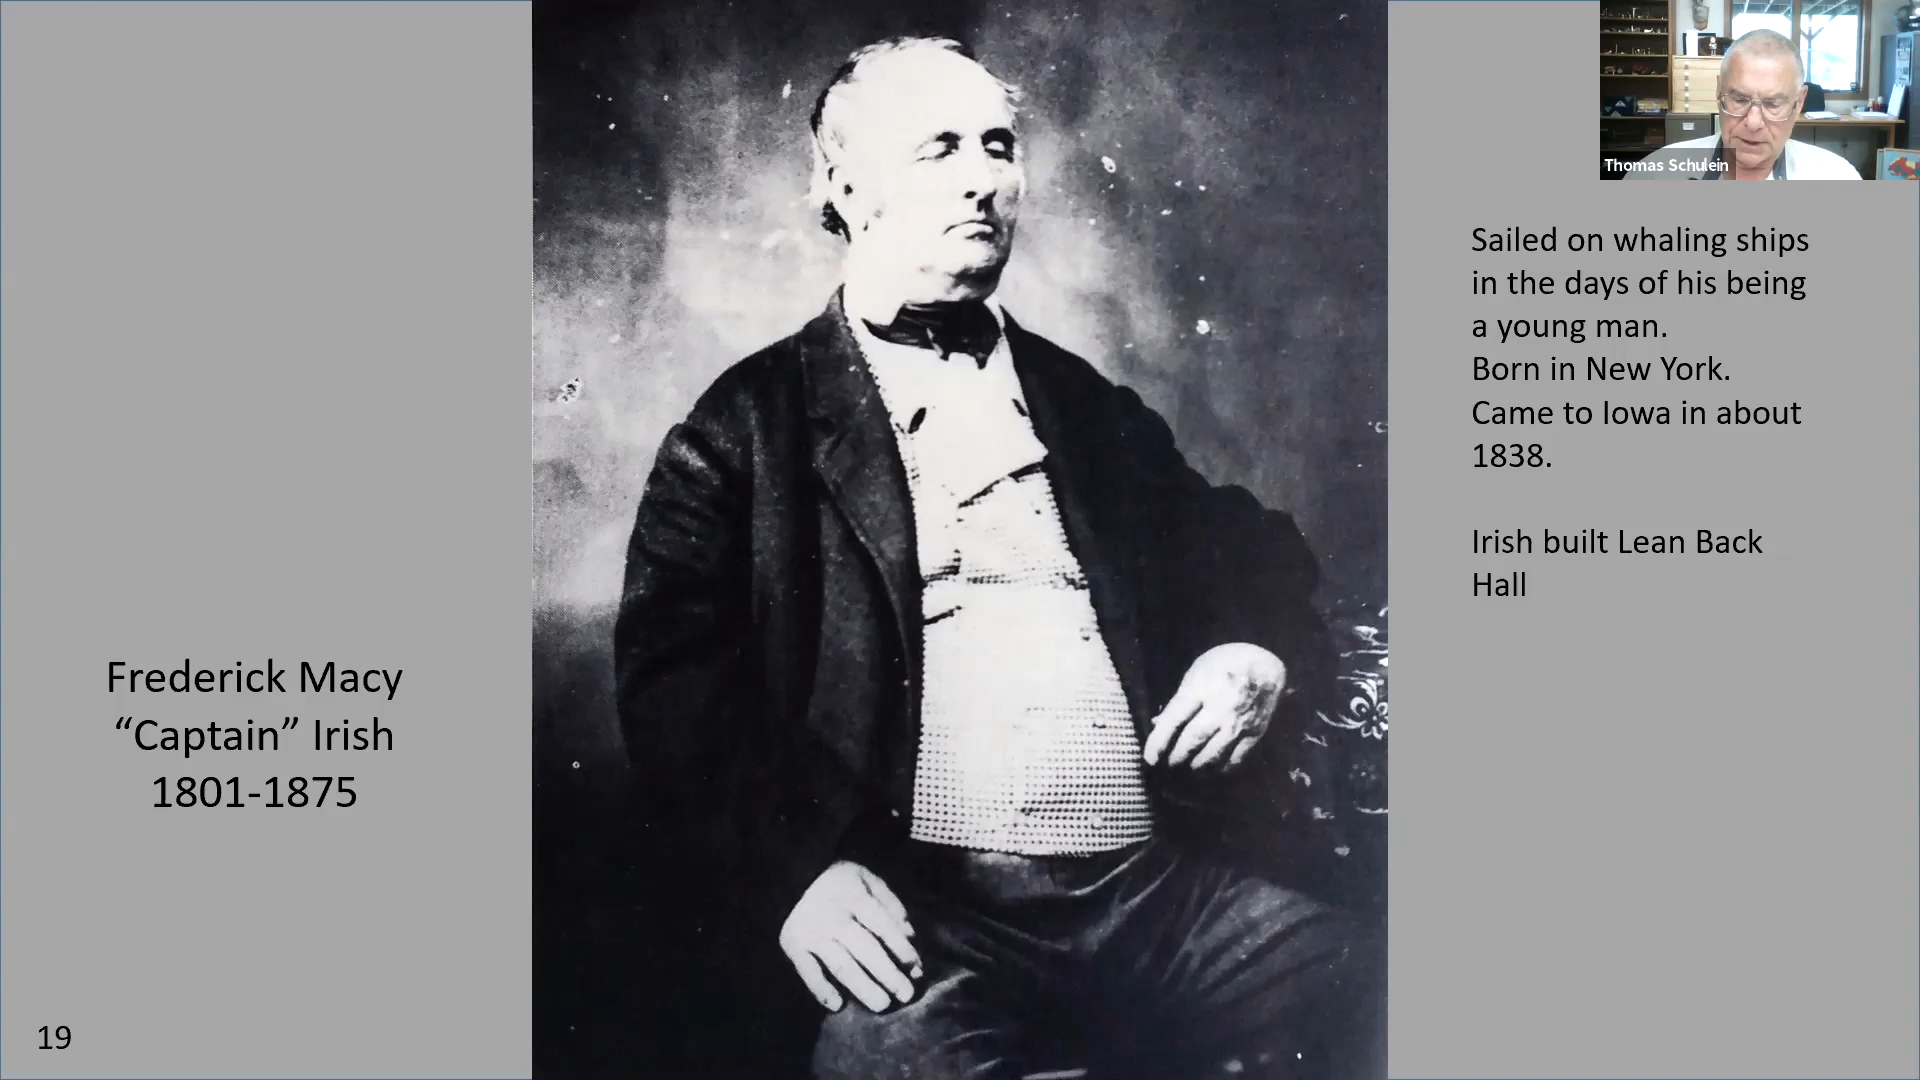 Thomas Schulein
Sailed on whaling ships
in the days of his being
a young man.
Born in New York.
Came to Iowa in about
1838.
Irish built Lean Back
Hall
Frederick Macy
“Captain” Irish
1801-1875
19